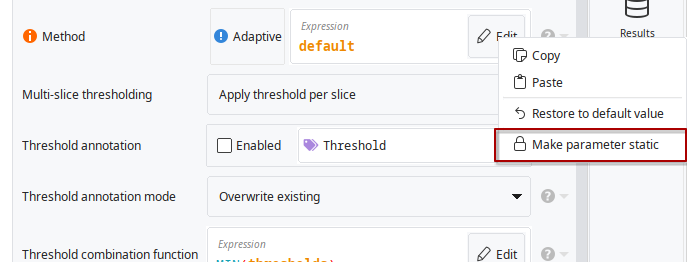 Method
Adaptive
Expression
default
Edit
Results
Copy
Paste
Restore to default value
Make parameter static
Multi-slice thresholding
Apply threshold per slice
Threshold annotation
Enabled
Threshold
Threshold annotation mode
Overwrite existing
Threshold combination function
Expression
MIN(thresholds)
Edit